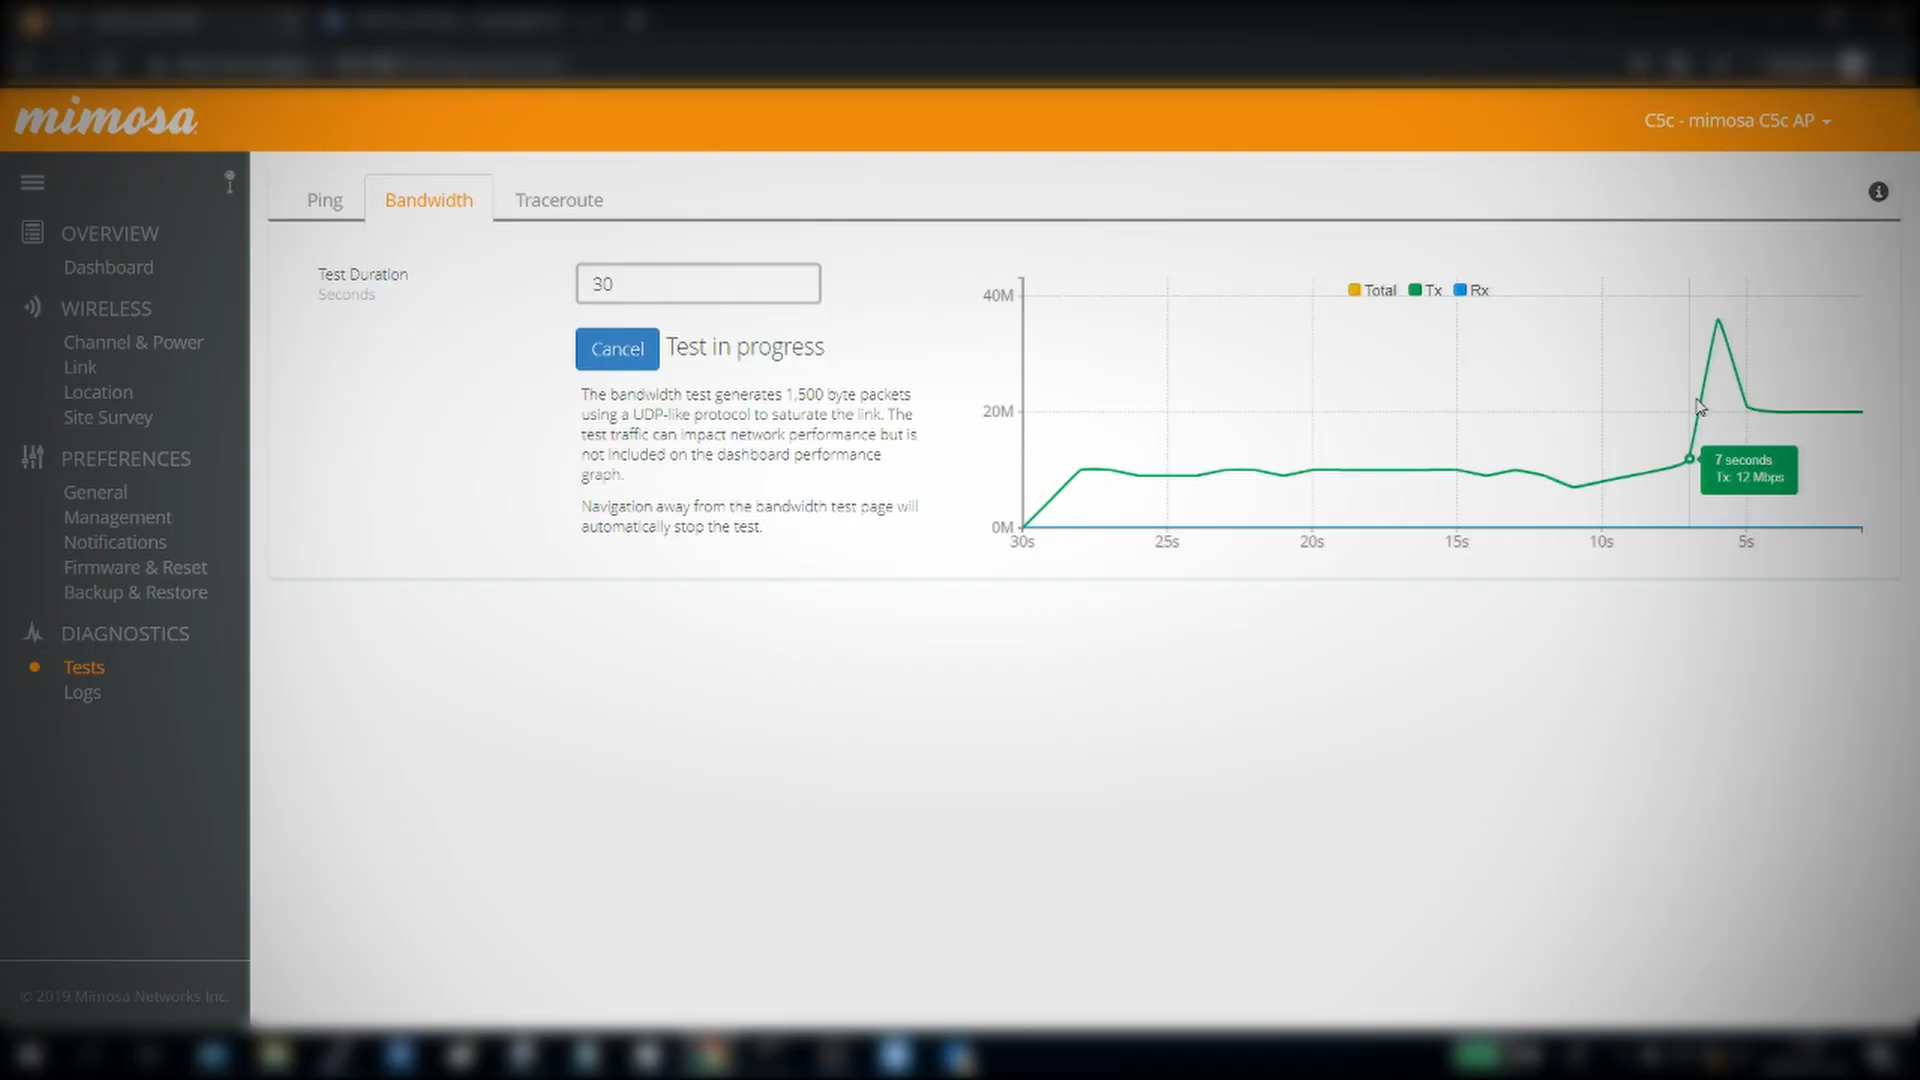 mimosa
C5c - mimosa C5c AP
OVERVIEW
Dashboard
WIRELESS
Channel & Power
Link
Location
Site Survey
PREFERENCES
General
Management
Notifications
Firmware & Reset
Backup & Restore
DIAGNOSTICS
Tests
Logs
© 2019 Mimosa Networks Inc.
Ping
Bandwidth
Traceroute
Test Duration
Seconds
30
Cancel
Test in progress
The bandwidth test generates 1,500 byte packets
using a UDP-like protocol to saturate the link. The
test traffic can impact network performance but is
not included on the dashboard performance
graph.
Navigation away from the bandwidth test page will
automatically stop the test.
Total
Tx
Rx
40M
20M
0M
7 seconds
Tx: 12 Mbps
30s
25s
20s
15s
10s
5s